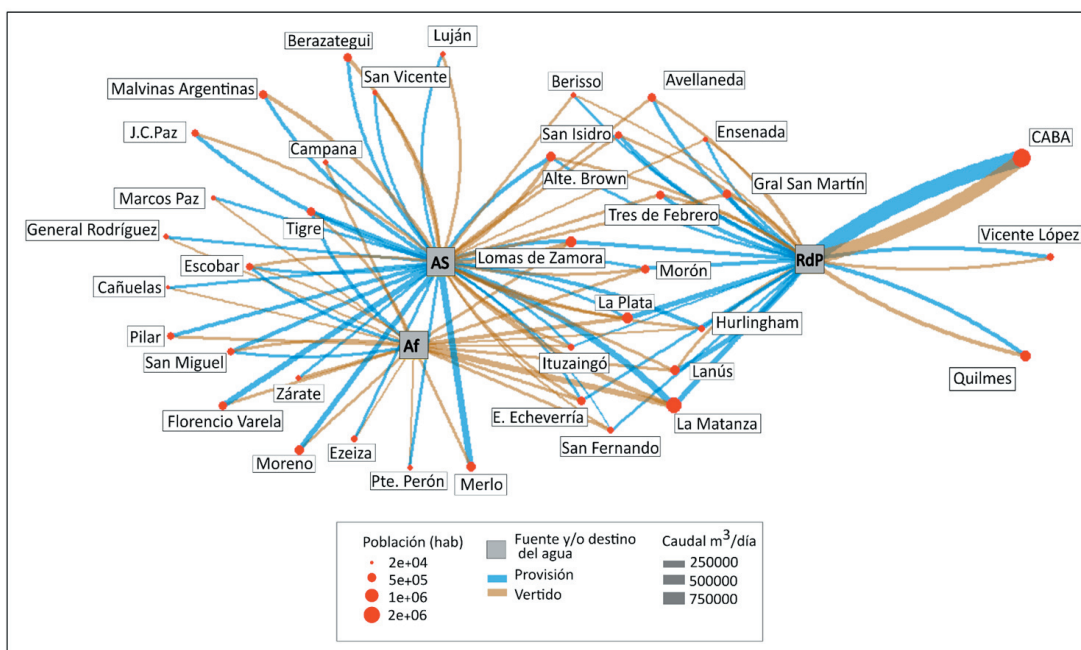 Berazategui
Luján
San Vicente
Malvinas Argentinas
Berisso
Avellaneda
J.C.Paz
San Isidro
Ensenada
CABA
Campana
Alte. Brown
Gral San Martín
Marcos Paz
Tres de Febrero
Tigre
General Rodríguez
Vicente López
Escobar
AS
Lomas de Zamora
RdP
Morón
Cañuelas
La Plata
Pilar
Af
Hurlingham
San Miguel
Ituzaingó
Lanús
Quilmes
Zárate
Florencio Varela
E. Echeverría
La Matanza
San Fernando
Moreno
Ezeiza
Pte. Perón
Merlo
Población (hab)
2e+04
5e+05
1e+06
2e+06
Fuente y/o destino
del agua
Provisión
Vertido
Caudal m³/día
250000
500000
750000